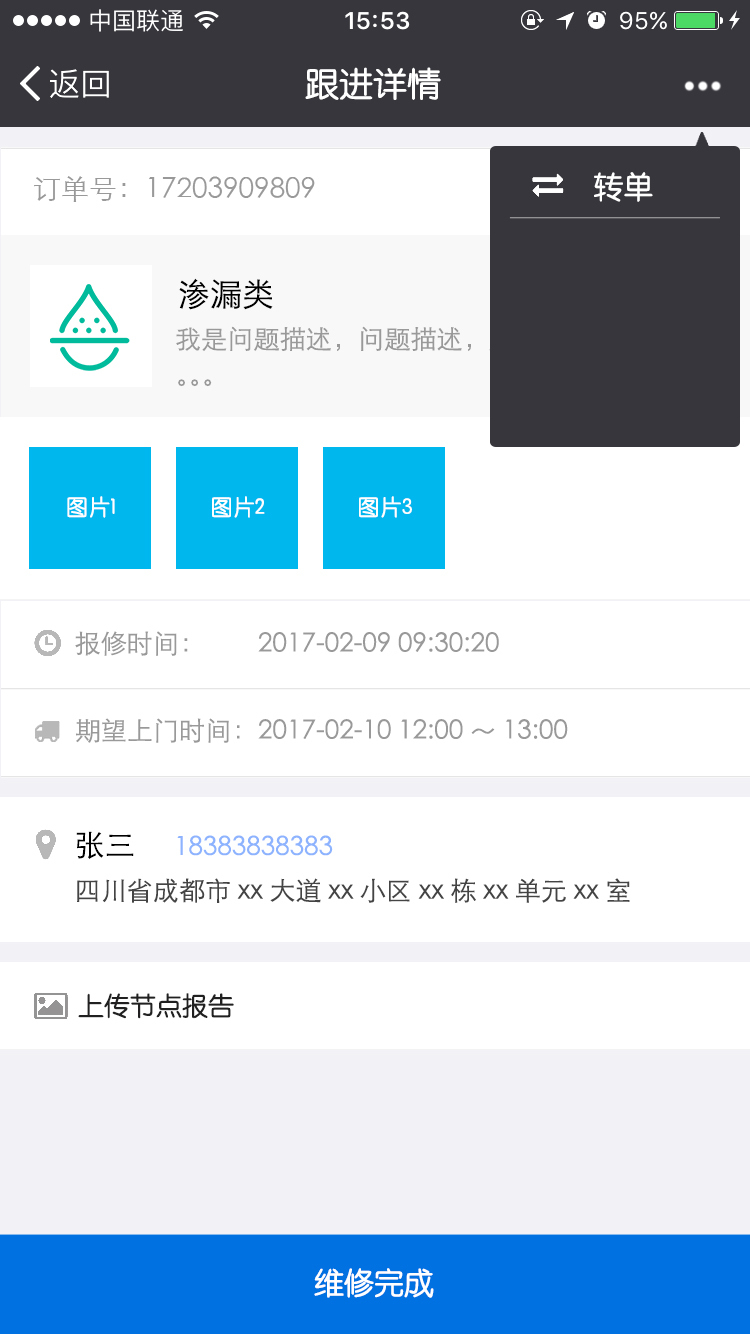 中国联通 15:53 95%
返回 跟进详情
转单
订单号：17203909809
渗漏类
我是问题描述，问题描述，
。。。
图片1 图片2 图片3
报修时间： 2017-02-09 09:30:20
期望上门时间：2017-02-10 12:00 ～ 13:00
张三 18383838383
四川省成都市 xx 大道 xx 小区 xx 栋 xx 单元 xx 室
上传节点报告
维修完成